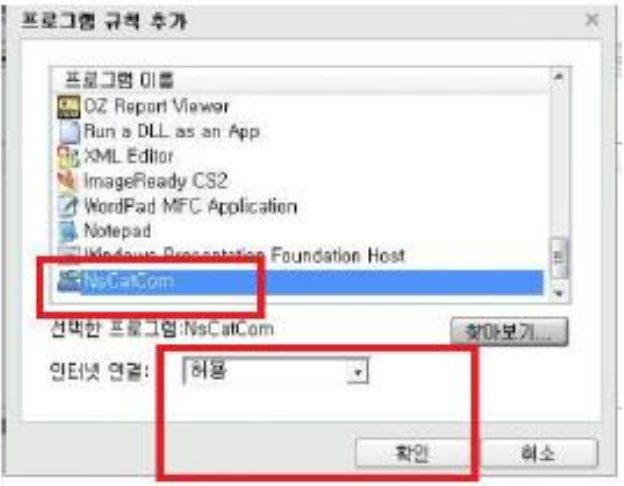 프로그램 규칙 추가
프로그램 이름
OZ Report Viewer
Run a DLL as an App
XML Editor
ImageReady CS2
WordPad MFC Application
Notepad
Windows Presentation Foundation Host
NsCatCom
선택한 프로그램:NsCatCom
찾아보기...
인터넷 연결:
허용
확인
취소